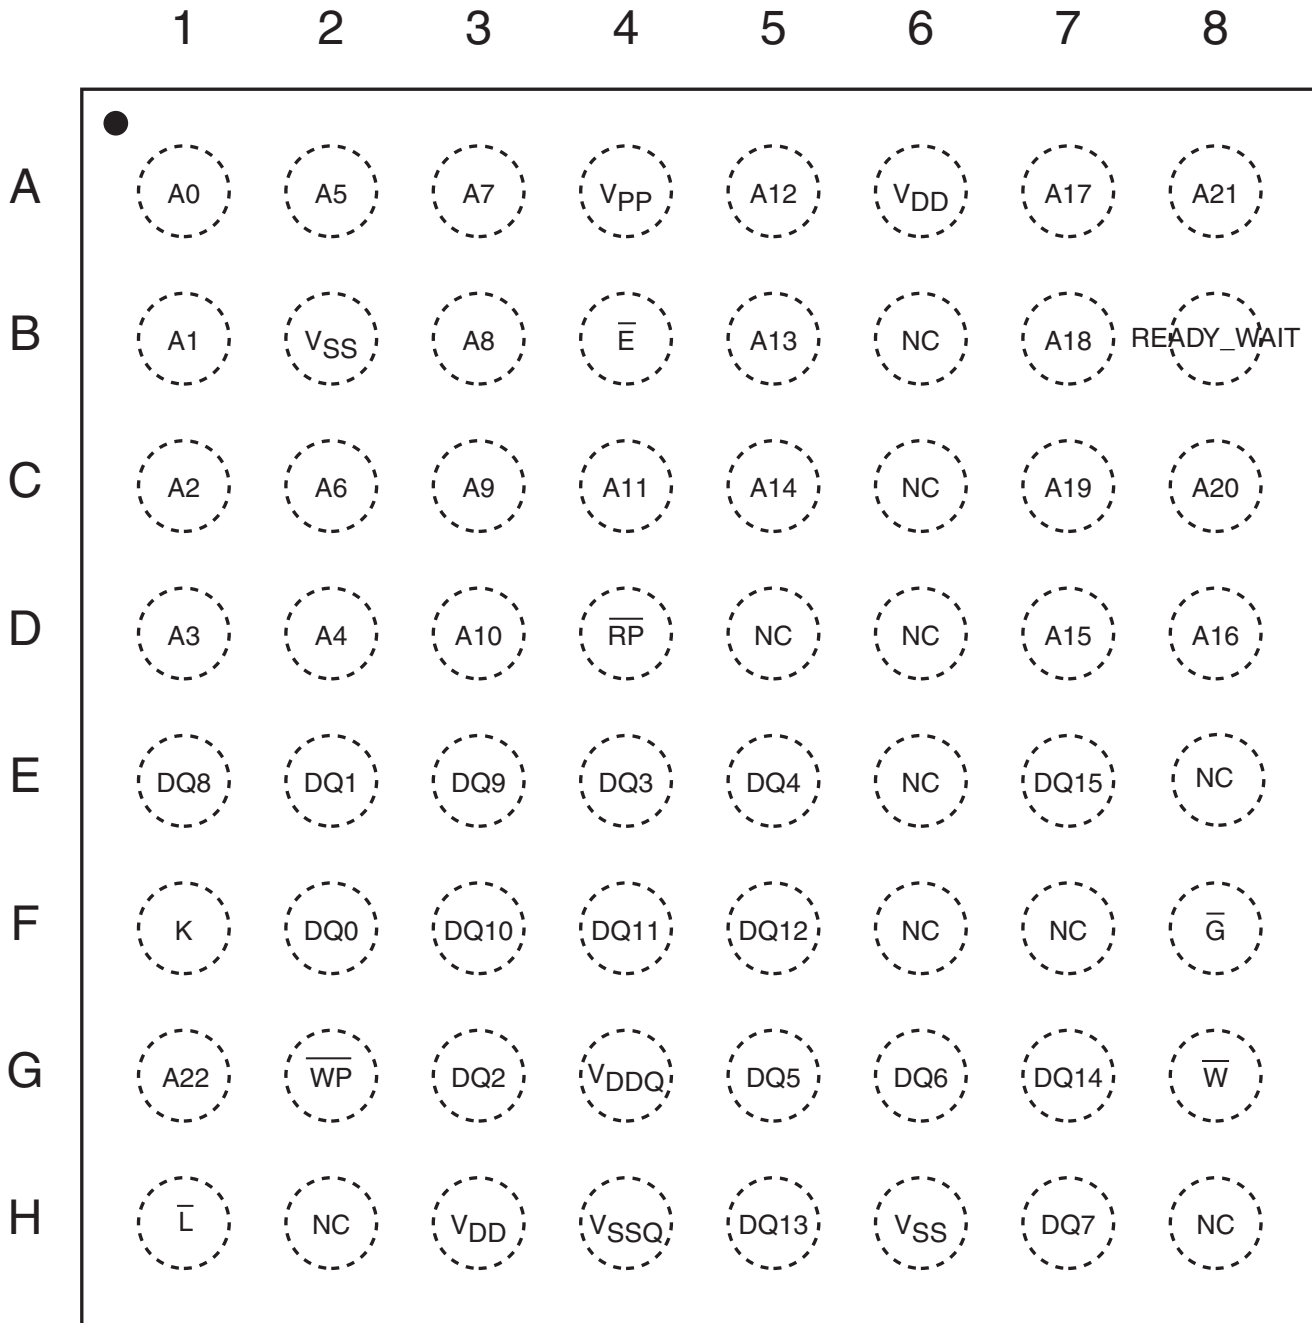 1 2 3 4 5 6 7 8
A A0 A5 A7 VPP A12 VDD A17 A21
B A1 VSS A8 E̅ A13 NC A18 READY_WAIT
C A2 A6 A9 A11 A14 NC A19 A20
D A3 A4 A10 R̅P̅ NC NC A15 A16
E DQ8 DQ1 DQ9 DQ3 DQ4 NC DQ15 NC
F K DQ0 DQ10 DQ11 DQ12 NC NC G̅
G A22 W̅P̅ DQ2 VDDQ DQ5 DQ6 DQ14 W̅
H L̅ NC VDD VSSQ DQ13 VSS DQ7 NC